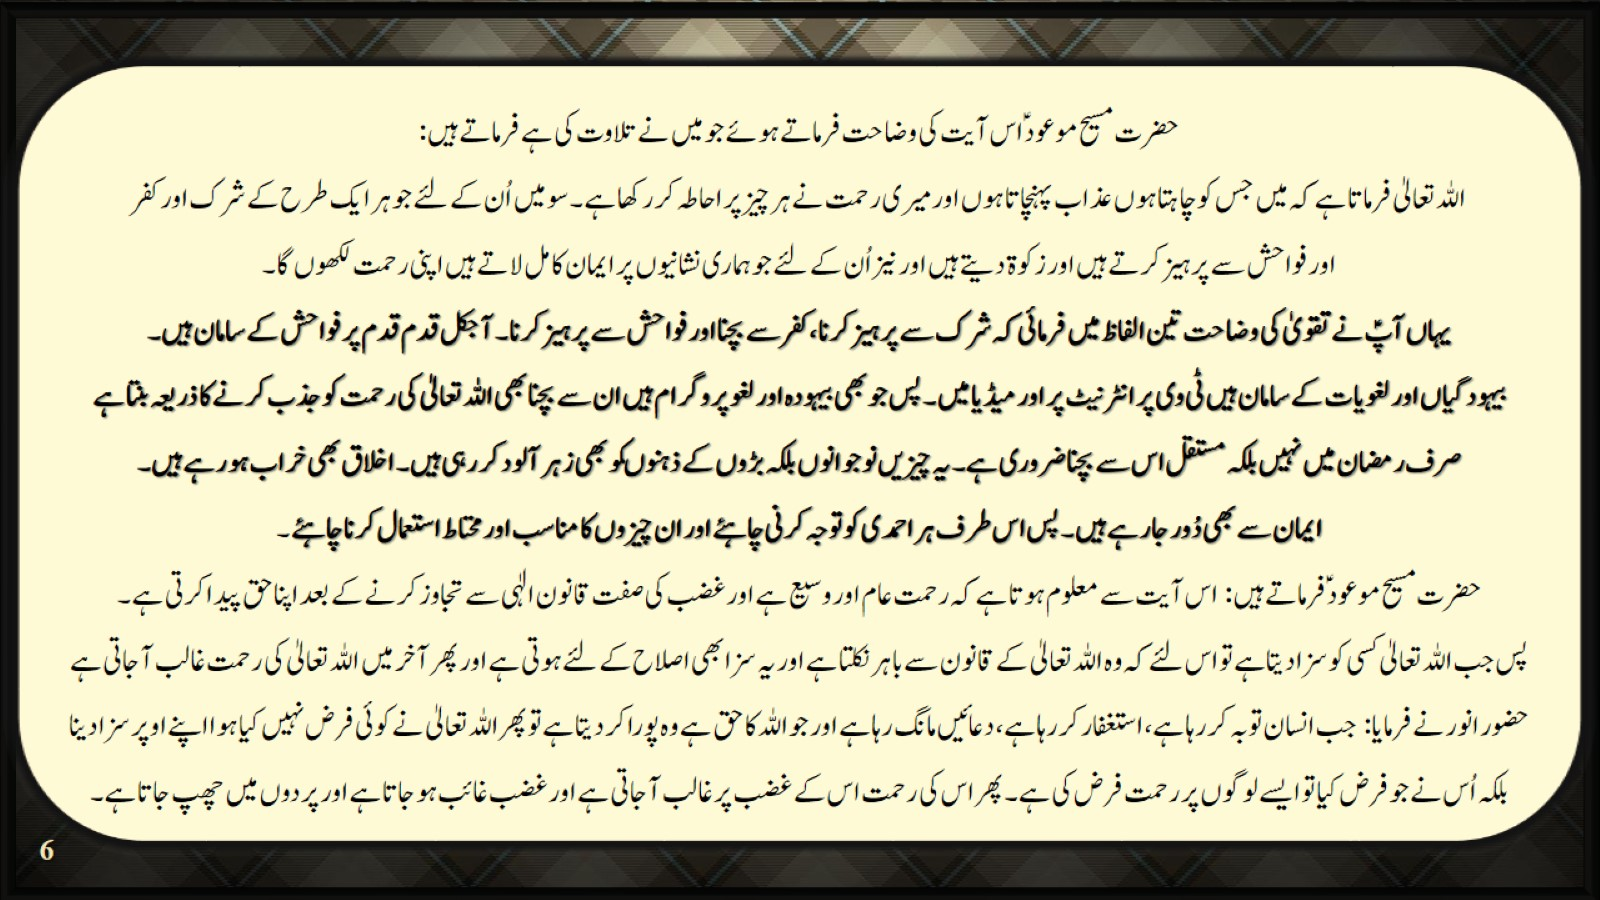 حضرت مسیح موعودؑ اس آیت کی وضاحت فرماتے ہوئے جو میں نے تلاوت کی ہے فرماتے ہیں:
اللہ تعالیٰ فرماتا ہے کہ میں جس کو چاہتا ہوں عذاب پہنچاتا ہوں اور میری رحمت نے ہر چیز پر احاطہ کر رکھا ہے۔ سو میں اُن کے لئے جو ہر ایک طرح کے شرک اور کفر
اور فواحش سے پرہیز کرتے ہیں اور زکوۃ دیتے ہیں اور نیز اُن کے لئے جو ہماری نشانیوں پر ایمان کامل لاتے ہیں اپنی رحمت لکھوں گا۔
یہاں آپؑ نے تقویٰ کی وضاحت تین الفاظ میں فرمائی کہ شرک سے پرہیز کرنا، کفر سے بچنا اور فواحش سے پرہیز کرنا۔ آجکل قدم قدم پر فواحش کے سامان ہیں۔
بیہودگیاں اور لغویات کے سامان ہیں ٹی وی پر انٹرنیٹ پر اور میڈیا میں۔ پس جو بھی بیہودہ اور لغو پروگرام ہیں ان سے بچنا بھی اللہ تعالیٰ کی رحمت کو جذب کرنے کا ذریعہ بنتا ہے
صرف رمضان میں نہیں بلکہ مستقل اس سے بچنا ضروری ہے۔ یہ چیزیں نوجوانوں بلکہ بڑوں کے ذہنوں کو بھی زہر آلود کر رہی ہیں۔ اخلاق بھی خراب ہو رہے ہیں۔
ایمان سے بھی دُور جا رہے ہیں۔ پس اس طرف ہر احمدی کو توجہ کرنی چاہئے اور ان چیزوں کا مناسب اور محتاط استعمال کرنا چاہئے۔
حضرت مسیح موعودؑ فرماتے ہیں: اس آیت سے معلوم ہوتا ہے کہ رحمت عام اور وسیع ہے اور غضب کی صفت قانون الٰہی سے تجاوز کرنے کے بعد اپنا حق پیدا کرتی ہے۔
پس جب اللہ تعالیٰ کسی کو سزا دیتا ہے تو اس لئے کہ وہ اللہ تعالیٰ کے قانون سے باہر نکلتا ہے اور یہ سزا بھی اصلاح کے لئے ہوتی ہے اور پھر آخر میں اللہ تعالیٰ کی رحمت غالب آجاتی ہے
حضور انور نے فرمایا: جب انسان توبہ کر رہا ہے، استغفار کر رہا ہے، دعائیں مانگ رہا ہے اور جو اللہ کا حق ہے وہ پورا کر دیتا ہے تو پھر اللہ تعالیٰ نے کوئی فرض نہیں کیا ہوا اپنے اوپر سزا دینا
بلکہ اُس نے جو فرض کیا تو ایسے لوگوں پر رحمت فرض کی ہے۔ پھر اس کی رحمت اس کے غضب پر غالب آجاتی ہے اور غضب غائب ہو جاتا ہے اور پردوں میں چھپ جاتا ہے۔
6